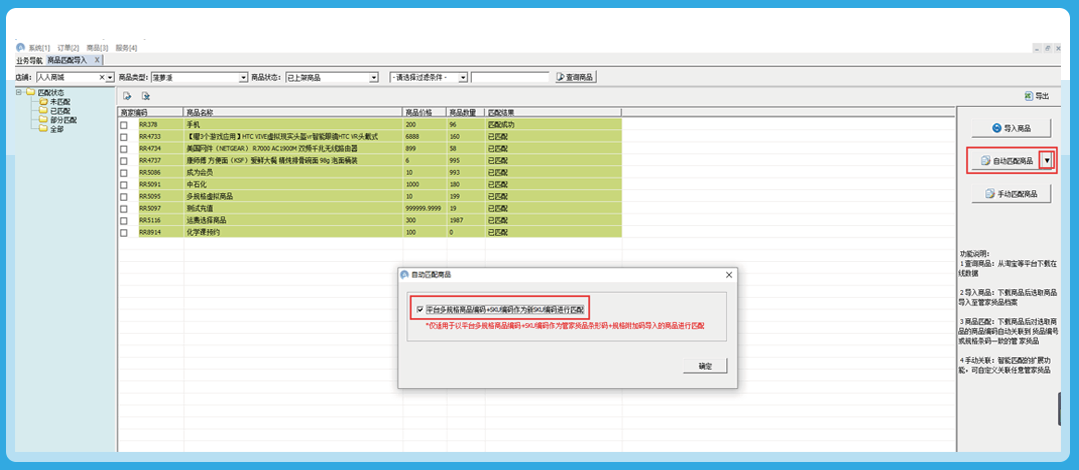 系统[1] 订单[2] 商品[3] 服务[4]
业务导航 商品匹配导入 X
店铺: 人人商城 商品类型: 菠萝派 商品状态: 已上架商品 - 请选择过滤条件 - 查询商品
匹配状态
未匹配
已匹配
部分匹配
全部
导出
商家编码 商品名称 商品价格 商品数量 匹配结果
RR378 手机 200 96 匹配成功
RR4733 【赠3个游戏应用】HTC VIVE虚拟现实头盔vr智能眼镜HTC VR头戴式 6888 160 已匹配
RR4734 美国网件（NETGEAR） R7000 AC1900M 双频千兆无线路由器 899 58 已匹配
RR4737 康师傅 方便面（KSF）爱鲜大餐 精炖排骨碗面 98g 泡面桶装 6 995 已匹配
RR5086 成为会员 10 993 已匹配
RR5091 中石化 1000 180 已匹配
RR5095 多规格虚拟商品 10 199 已匹配
RR5097 测试充值 999999.9999 19 已匹配
RR5116 运费选择商品 300 1987 已匹配
RR8914 化学课预约 100 0 已匹配
导入商品
自动匹配商品
手动匹配商品
功能说明:
1 查询商品: 从淘宝等平台下载在
线数据
2 导入商品: 下载商品后选取商品
导入至管家货品档案
3 商品匹配: 下载商品后对选取商
品的商品编码自动关联到 货品编号
或规格条码一致的管 家货品
4 手动关联: 智能匹配的扩展功
能，可自定义关联任意管家货品
自动匹配商品
平台多规格商品编码+SKU编码作为新SKU编码进行匹配
*仅适用于以平台多规格商品编码+SKU编码作为管家货品条形码+规格附加码导入的商品进行匹配
确定